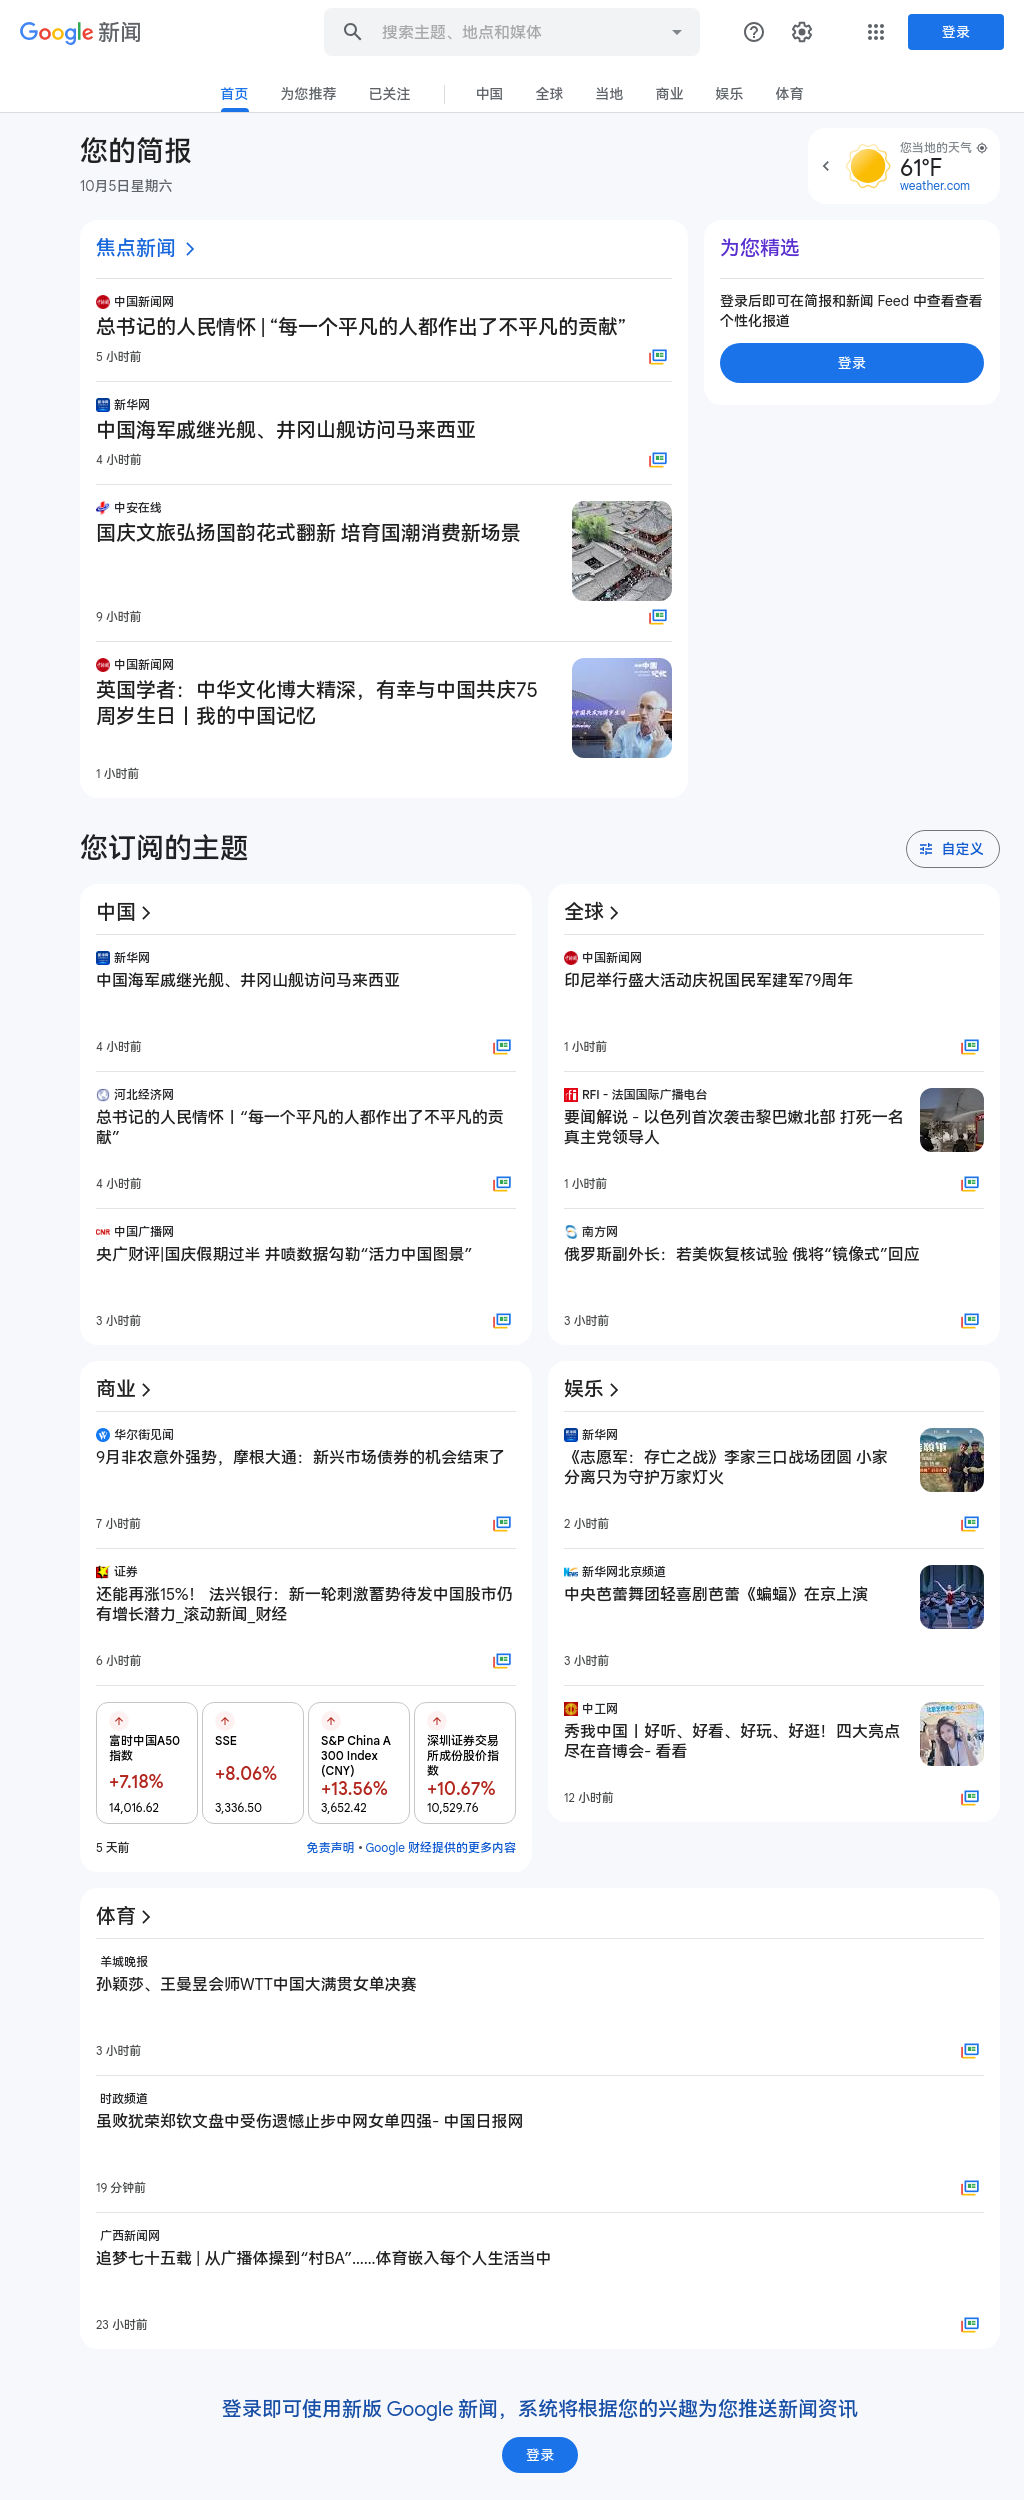 Google 新闻
搜索主题、地点和媒体
登录
首页
为您推荐
已关注
中国
全球
当地
商业
娱乐
体育
您的简报
10月5日星期六
您当地的天气
61°F
weather.com
焦点新闻
中国新闻网
总书记的人民情怀 | “每一个平凡的人都作出了不平凡的贡献”
5 小时前
新华网
中国海军戚继光舰、井冈山舰访问马来西亚
4 小时前
中安在线
国庆文旅弘扬国韵花式翻新 培育国潮消费新场景
9 小时前
中国新闻网
英国学者：中华文化博大精深，有幸与中国共庆75
周岁生日丨我的中国记忆
1 小时前
为您精选
登录后即可在简报和新闻 Feed 中查看查看
个性化报道
登录
您订阅的主题
自定义
中国
新华网
中国海军戚继光舰、井冈山舰访问马来西亚
4 小时前
河北经济网
总书记的人民情怀丨“每一个平凡的人都作出了不平凡的贡
献”
4 小时前
CNR 中国广播网
央广财评|国庆假期过半 井喷数据勾勒“活力中国图景”
3 小时前
全球
中国新闻网
印尼举行盛大活动庆祝国民军建军79周年
1 小时前
rfi RFI - 法国国际广播电台
要闻解说 - 以色列首次袭击黎巴嫩北部 打死一名
真主党领导人
1 小时前
南方网
俄罗斯副外长：若美恢复核试验 俄将“镜像式”回应
3 小时前
商业
华尔街见闻
9月非农意外强势，摩根大通：新兴市场债券的机会结束了
7 小时前
证券
还能再涨15%！ 法兴银行：新一轮刺激蓄势待发中国股市仍
有增长潜力_滚动新闻_财经
6 小时前
富时中国A50
指数
+7.18%
14,016.62
SSE
+8.06%
3,336.50
S&P China A
300 Index
(CNY)
+13.56%
3,652.42
深圳证券交易
所成份股价指
数
+10.67%
10,529.76
5 天前
免责声明 • Google 财经提供的更多内容
娱乐
新华网
《志愿军：存亡之战》李家三口战场团圆 小家
分离只为守护万家灯火
2 小时前
新华网北京频道
中央芭蕾舞团轻喜剧芭蕾《蝙蝠》在京上演
3 小时前
中工网
秀我中国丨好听、好看、好玩、好逛！四大亮点
尽在音博会- 看看
12 小时前
体育
羊城晚报
孙颖莎、王曼昱会师WTT中国大满贯女单决赛
3 小时前
时政频道
虽败犹荣郑钦文盘中受伤遗憾止步中网女单四强- 中国日报网
19 分钟前
广西新闻网
追梦七十五载 | 从广播体操到“村BA”……体育嵌入每个人生活当中
23 小时前
登录即可使用新版 Google 新闻，系统将根据您的兴趣为您推送新闻资讯
登录